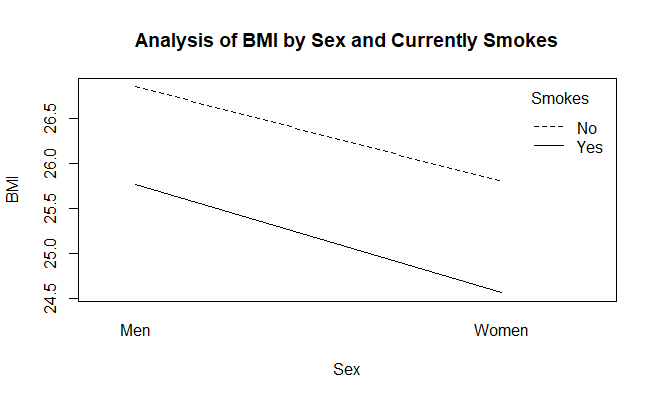 Analysis of BMI by Sex and Currently Smokes
BMI
26.5
26.0
25.5
25.0
24.5
Smokes
No
Yes
Men
Women
Sex